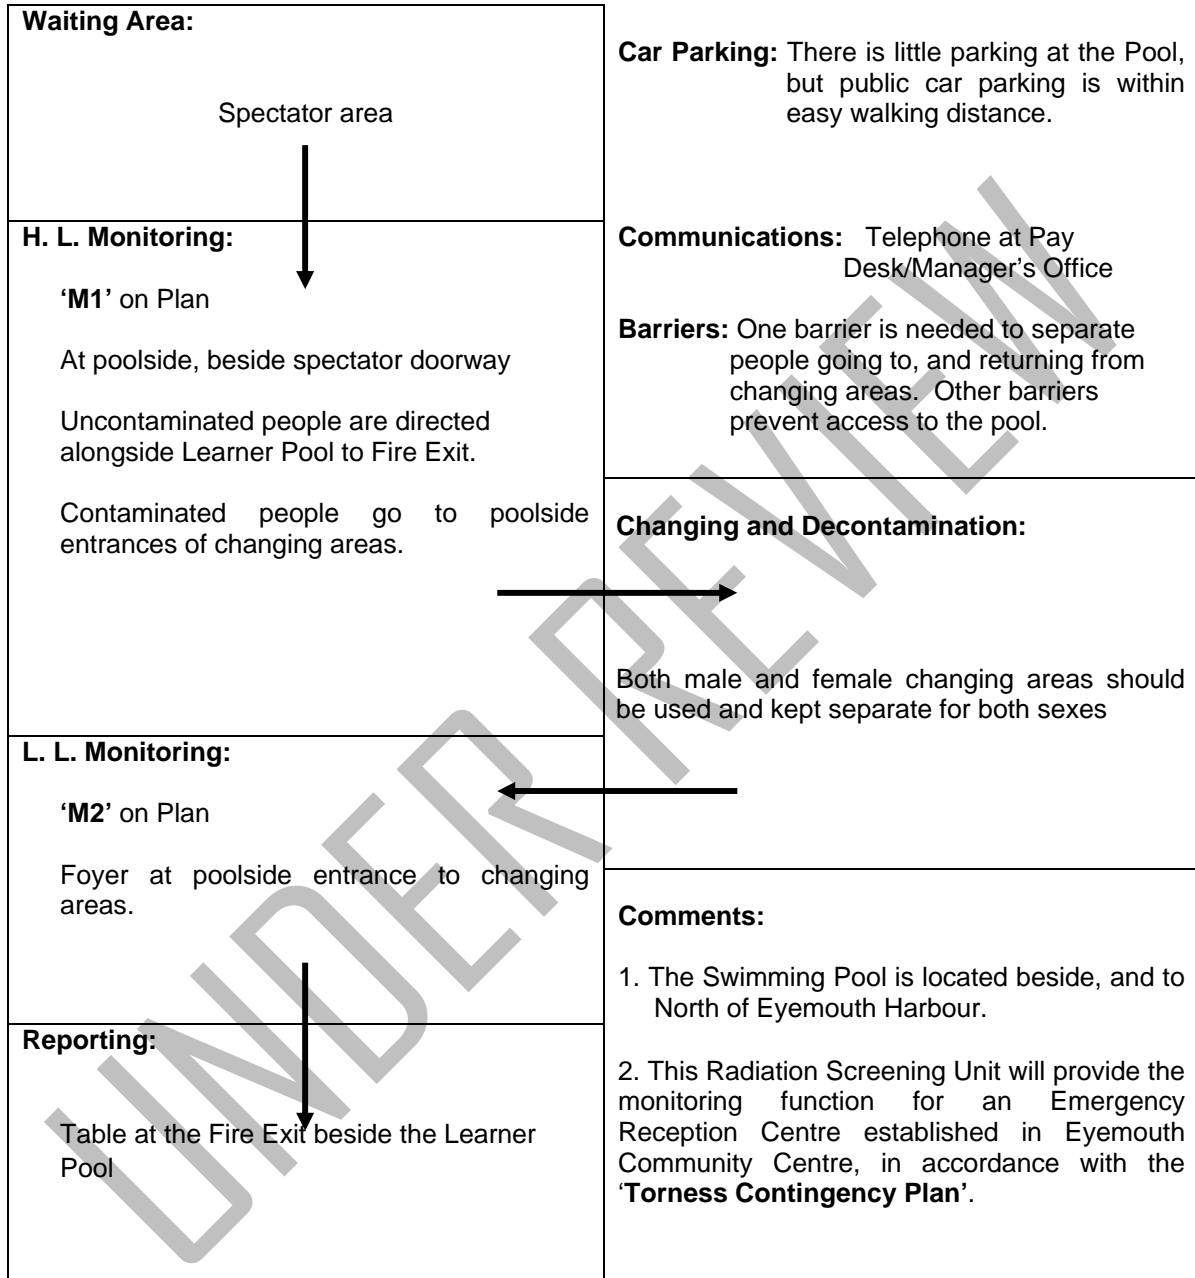 Waiting Area:
Spectator area
H. L. Monitoring:
‘M1’ on Plan
At poolside, beside spectator doorway
Uncontaminated people are directed
alongside Learner Pool to Fire Exit.
Contaminated people go to poolside
entrances of changing areas.
L. L. Monitoring:
‘M2’ on Plan
Foyer at poolside entrance to changing
areas.
Reporting:
Table at the Fire Exit beside the Learner
Pool
Car Parking: There is little parking at the Pool,
but public car parking is within
easy walking distance.
Communications: Telephone at Pay
Desk/Manager’s Office
Barriers: One barrier is needed to separate
people going to, and returning from
changing areas. Other barriers
prevent access to the pool.
Changing and Decontamination:
Both male and female changing areas should
be used and kept separate for both sexes
Comments:
1. The Swimming Pool is located beside, and to
North of Eyemouth Harbour.
2. This Radiation Screening Unit will provide the
monitoring function for an Emergency
Reception Centre established in Eyemouth
Community Centre, in accordance with the
‘Torness Contingency Plan’.
UNDER REVIEW